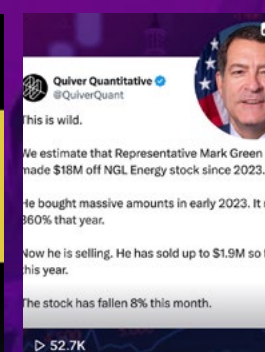 Quiver Quantitative
@QuiverQuant
This is wild.
We estimate that Representative Mark Green
made $18M off NGL Energy stock since 2023.
He bought massive amounts in early 2023. It
360% that year.
Now he is selling. He has sold up to $1.9M so
this year.
The stock has fallen 8% this month.
52.7K